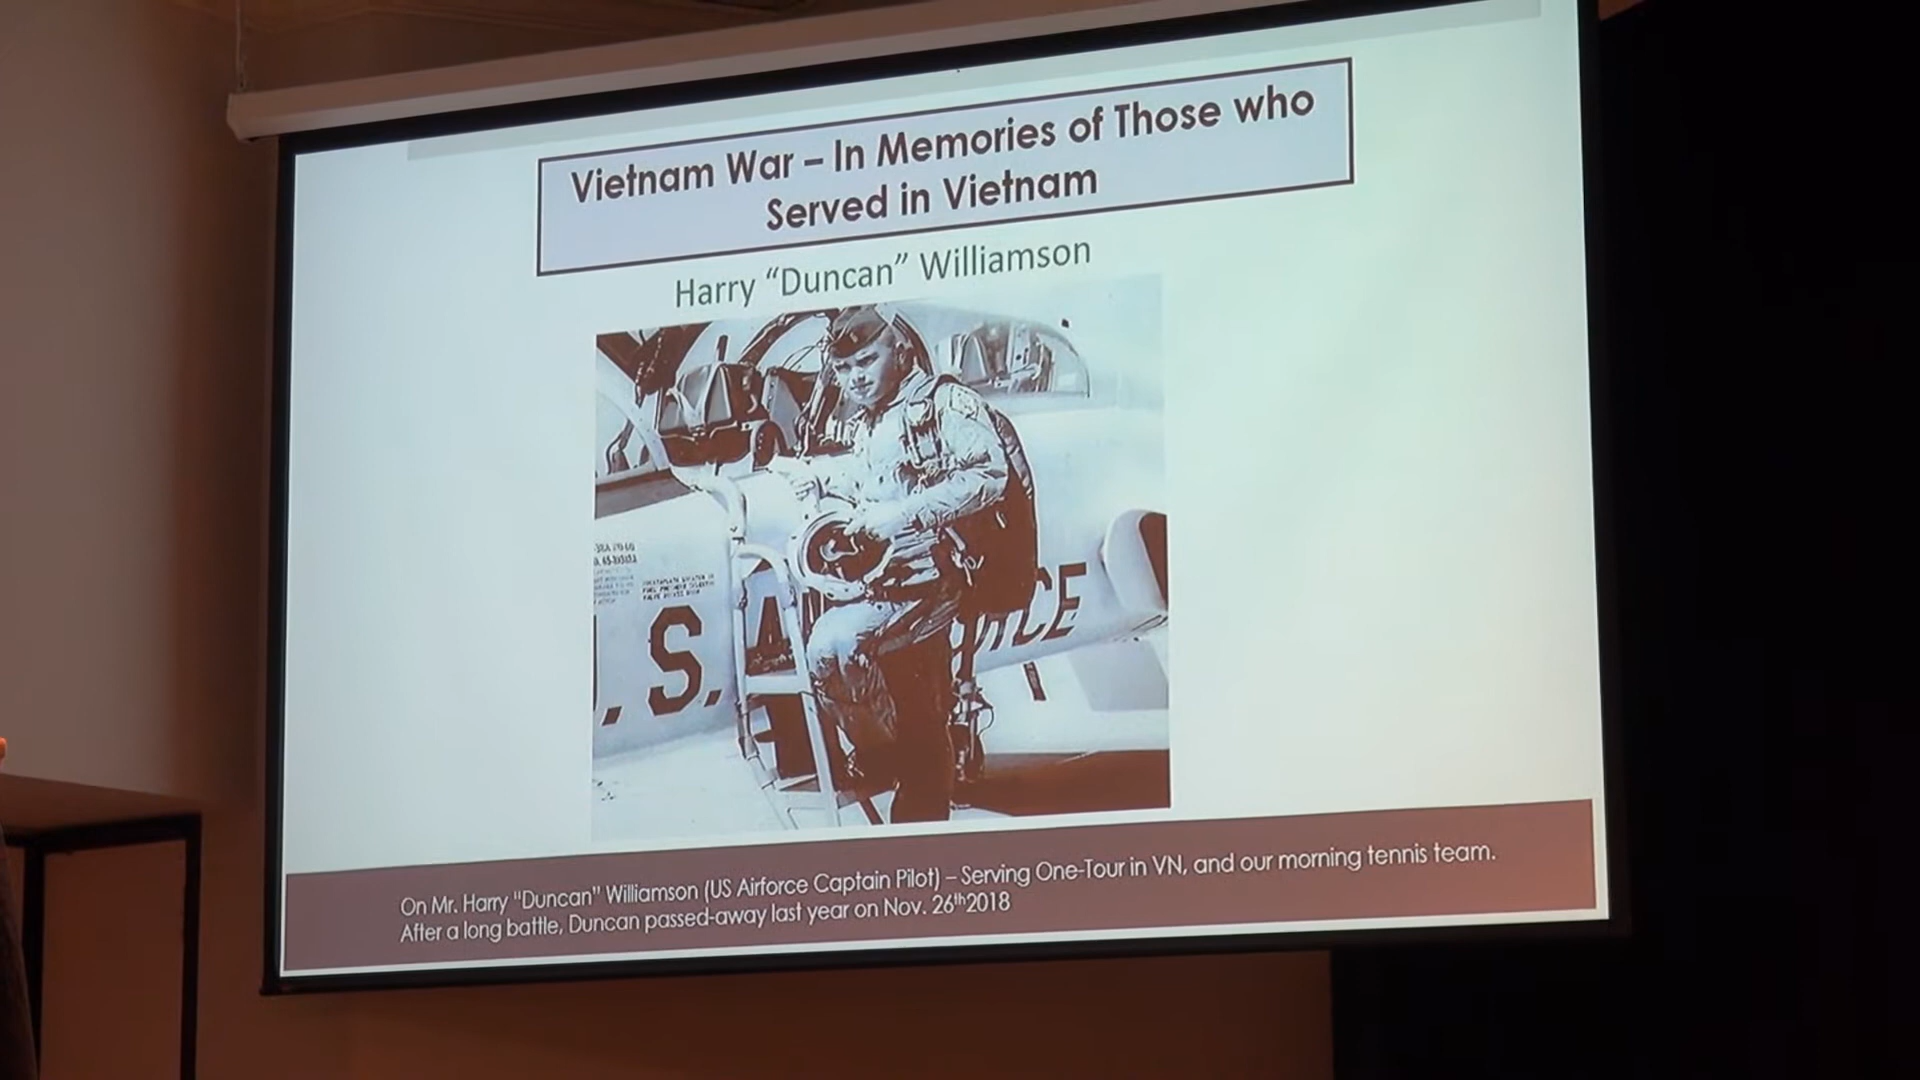 Vietnam War – In Memories of Those who
Served in Vietnam
Harry “Duncan” Williamson
. S. A CE
On Mr. Harry "Duncan" Williamson (US Airforce Captain Pilot) – Serving One-Tour in VN, and our morning tennis team.
After a long battle, Duncan passed-away last year on Nov. 26th2018